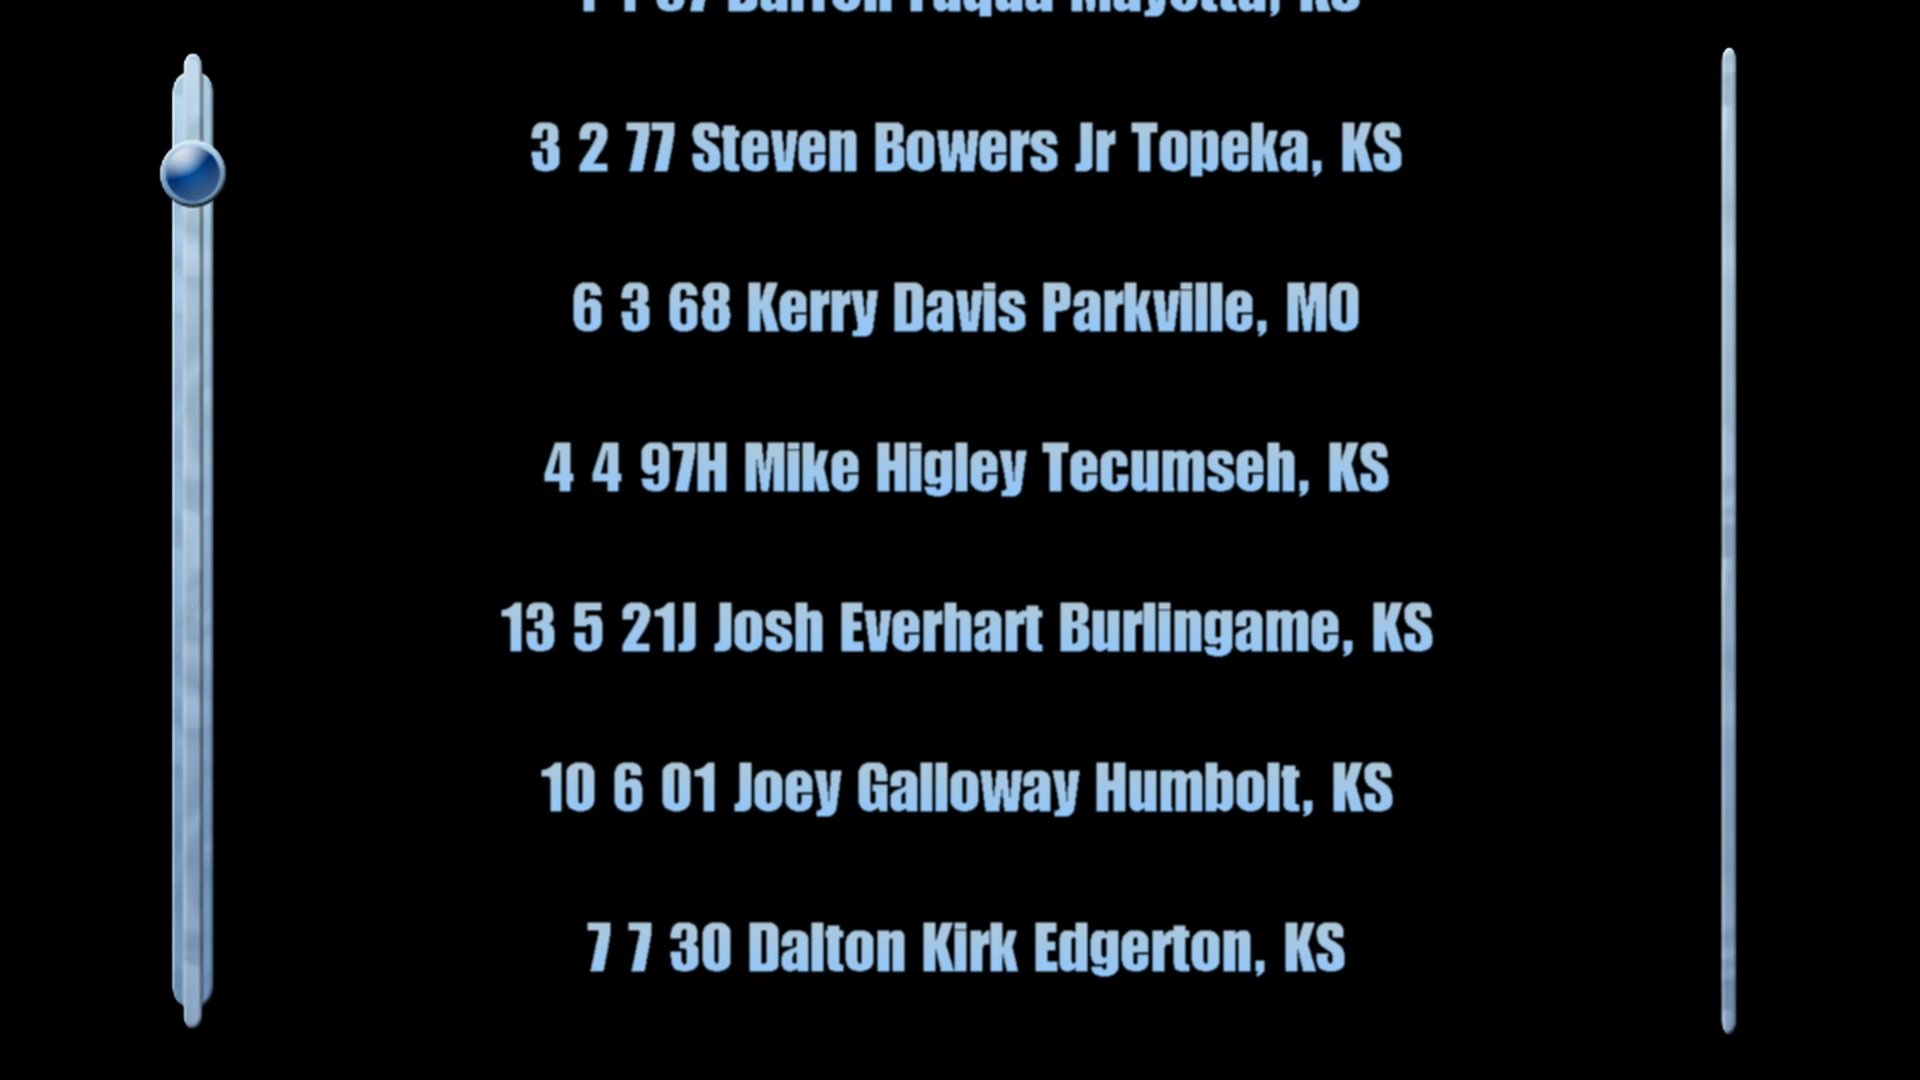 Mayetta, KS
3 2 77 Steven Bowers Jr Topeka, KS
6 3 68 Kerry Davis Parkville, MO
4 4 97H Mike Higley Tecumseh, KS
13 5 21J Josh Everhart Burlingame, KS
10 6 01 Joey Galloway Humbolt, KS
7 7 30 Dalton Kirk Edgerton, KS